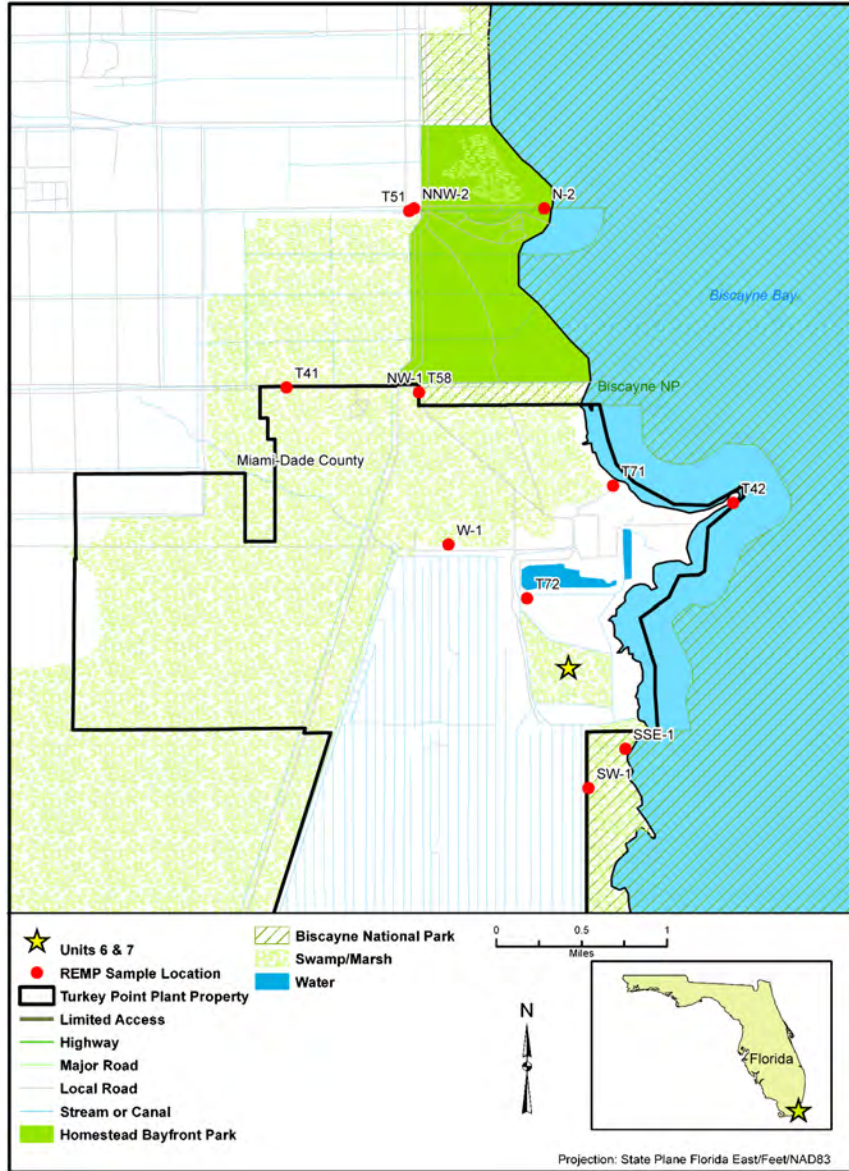 T51
NNW-2
N-2
Biscayne Bay
T41
NW-1
T58
Biscayne NP
Miami-Dade County
T71
T42
W-1
T72
SSE-1
SW-1
Units 6 & 7
REMP Sample Location
Turkey Point Plant Property
Limited Access
Highway
Major Road
Local Road
Stream or Canal
Homestead Bayfront Park
Biscayne National Park
Swamp/Marsh
Water
0 0.5 1
Miles
N
Florida
Projection: State Plane Florida East/Feet/NAD83